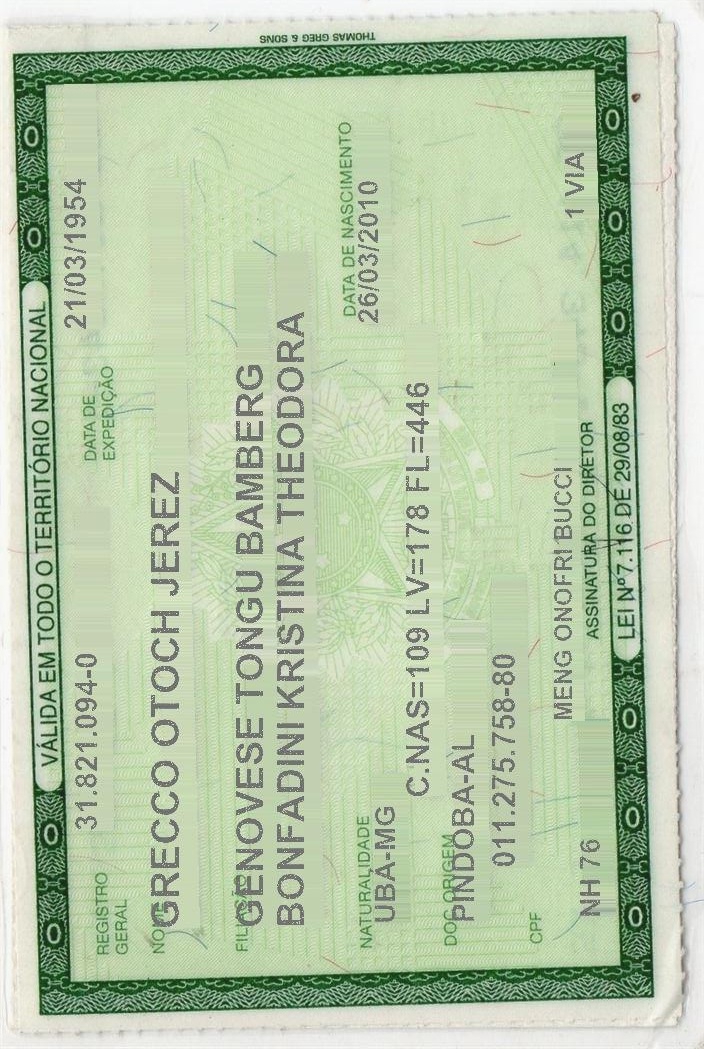 THOMAS GREG & SONS
VÁLIDA EM TODO O TERRITÓRIO NACIONAL
REGISTRO GERAL 31.821.094-0 DATA DE EXPEDIÇÃO 21/03/1954
NOME GRECCO OTOCH JEREZ
FILIAÇÃO GENOVESE TONGU BAMBERG
BONFADINI KRISTINA THEODORA
NATURALIDADE DATA DE NASCIMENTO
UBA-MG 26/03/2010
C.NAS=109 LV=178 FL=446
DOC ORIGEM PINDOBA-AL
CPF 011.275.758-80
MENG ONOFRI BUCCI
NH 76 ASSINATURA DO DIRETOR 1 VIA
LEI Nº 7.116 DE 29/08/83